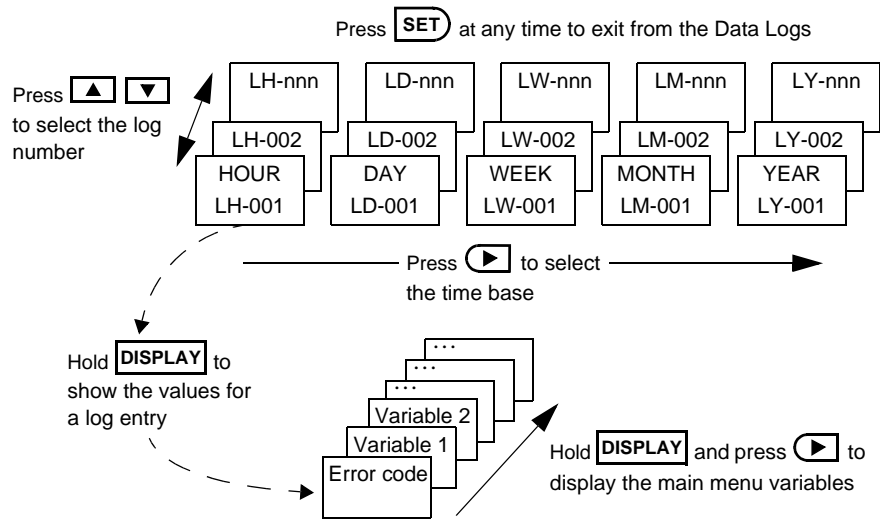 Press SET at any time to exit from the Data Logs
Press ▲ ▼
to select the log
number
LH-nnn LD-nnn LW-nnn LM-nnn LY-nnn
LH-002 LD-002 LW-002 LM-002 LY-002
HOUR DAY WEEK MONTH YEAR
LH-001 LD-001 LW-001 LM-001 LY-001
Press ▶ to select
the time base
Hold DISPLAY to
show the values for
a log entry
...
...
...
Variable 2
Variable 1
Error code
Hold DISPLAY and press ▶ to
display the main menu variables